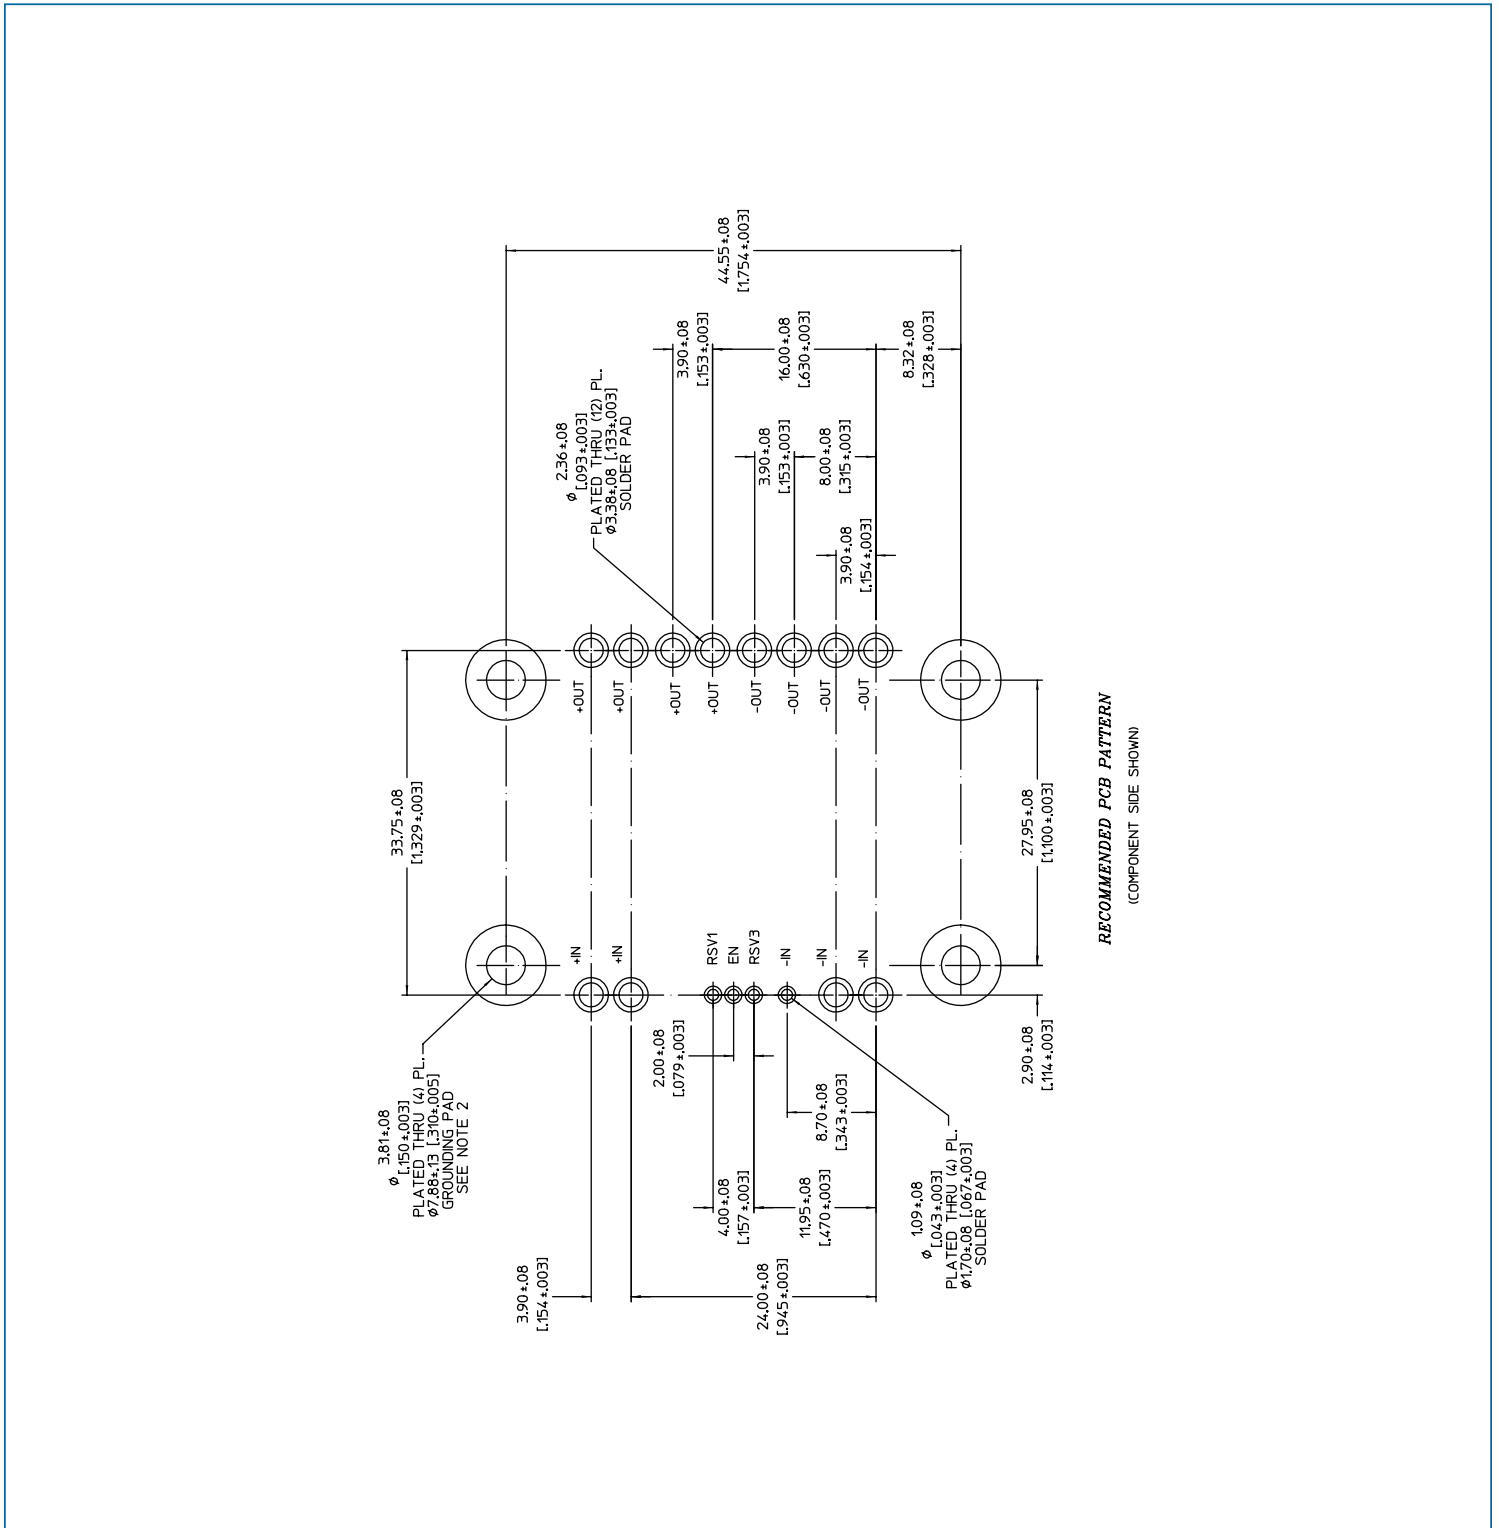 44.55±.08
[1.754±.003]
3.90±.08
[.153±.003]
16.00±.08
[.630±.003]
8.32±.08
[.328±.003]
2.36±.08
ø
[.093±.003]
PLATED THRU (12) PL.
ø3.38±.08 [.133±.003]
SOLDER PAD
3.90±.08
[.153±.003]
8.00±.08
[.315±.003]
3.90±.08
[.154±.003]
+OUT
+OUT
+OUT
+OUT
-OUT
-OUT
-OUT
-OUT
33.75±.08
[1.329±.003]
27.95±.08
[1.100±.003]
RECOMMENDED PCB PATTERN
(COMPONENT SIDE SHOWN)
+IN
+IN
RSV1
EN
RSV3
-IN
-IN
-IN
3.81±.08
ø
[.150±.003]
PLATED THRU (4) PL.
ø7.88±.13 [.310±.005]
GROUNDING PAD
SEE NOTE 2
2.00±.08
[.079±.003]
2.90±.08
[.114±.003]
8.70±.08
[.343±.003]
4.00±.08
[.157±.003]
11.95±.08
[.470±.003]
1.09±.08
ø
[.043±.003]
PLATED THRU (4) PL.
ø1.70±.08 [.067±.003]
SOLDER PAD
3.90±.08
[.154±.003]
24.00±.08
[.945±.003]